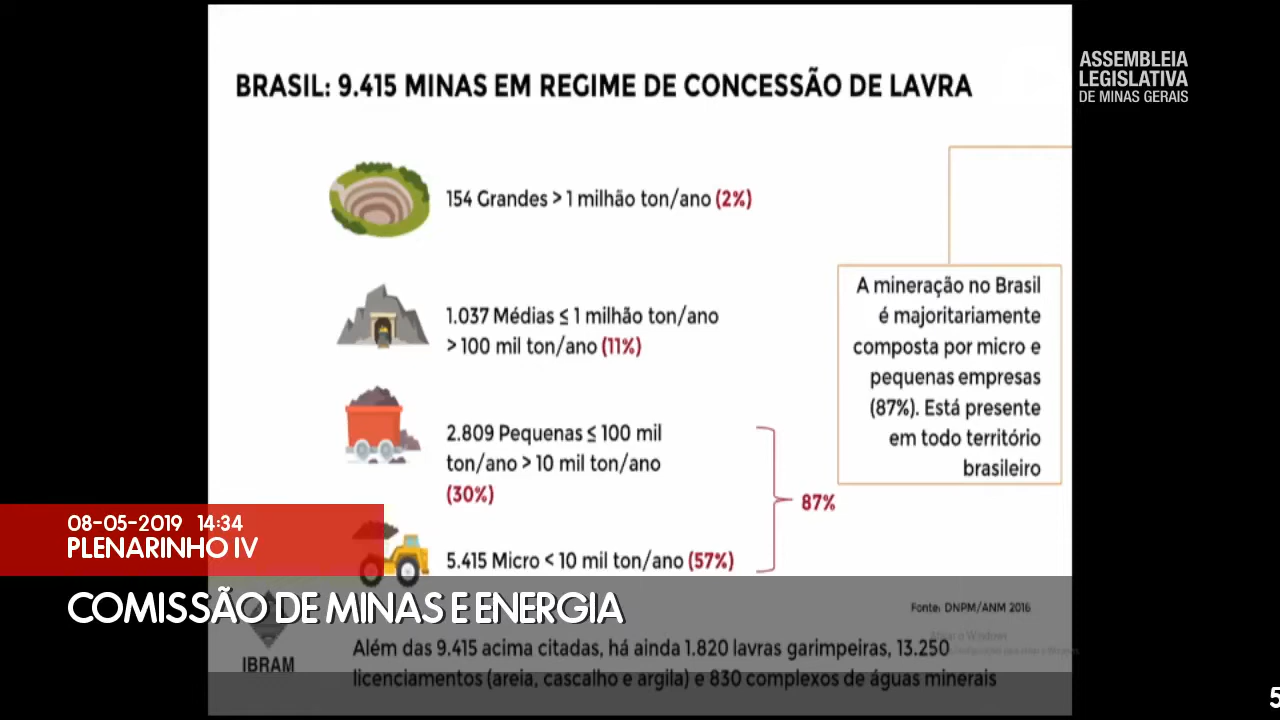 BRASIL: 9.415 MINAS EM REGIME DE CONCESSÃO DE LAVRA
ASSEMBLEIA
LEGISLATIVA
DE MINAS GERAIS
154 Grandes > 1 milhão ton/ano (2%)
1.037 Médias ≤ 1 milhão ton/ano
> 100 mil ton/ano (11%)
2.809 Pequenas ≤ 100 mil
ton/ano > 10 mil ton/ano
(30%)
5.415 Micro < 10 mil ton/ano (57%)
87%
A mineração no Brasil
é majoritariamente
composta por micro e
pequenas empresas
(87%). Está presente
em todo território
brasileiro
08-05-2019 14:34
PLENARINHO IV
COMISSÃO DE MINAS E ENERGIA
Fonte: DNPM/ANM 2016
Ativar o Windows
IBRAM
Além das 9.415 acima citadas, há ainda 1.820 lavras garimpeiras, 13.250
licenciamentos (areia, cascalho e argila) e 830 complexos de águas minerais
5